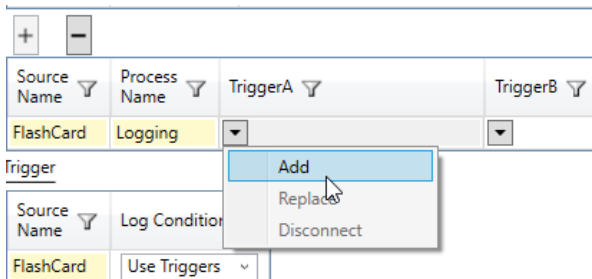 + −
Source Name Process Name TriggerA TriggerB
FlashCard Logging
Trigger
Add
Replace
Disconnect
Source Name Log Condition
FlashCard Use Triggers